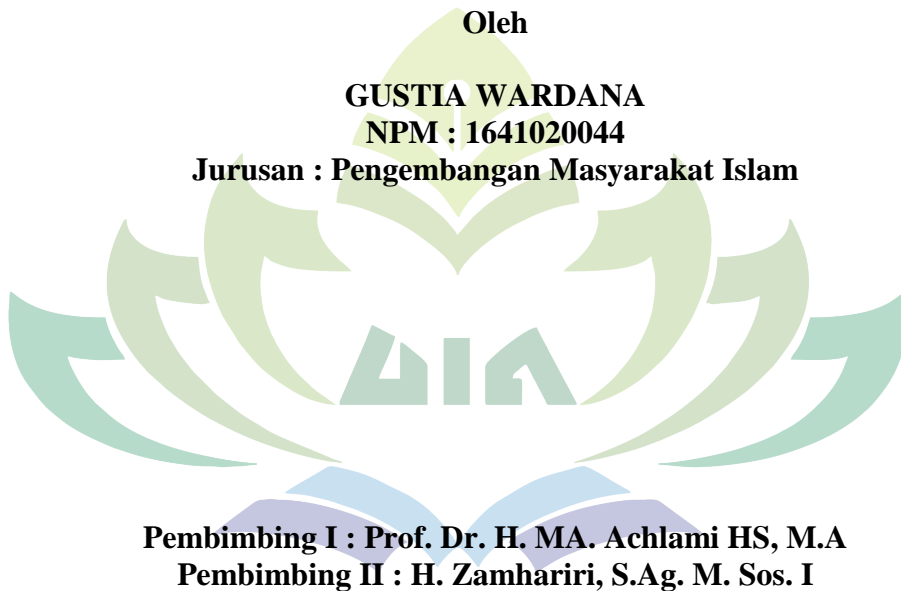 Oleh
GUSTIA WARDANA
NPM : 1641020044
Jurusan : Pengembangan Masyarakat Islam
UIN
Pembimbing I : Prof. Dr. H. MA. Achlami HS, M.A
Pembimbing II : H. Zamhariri, S.Ag. M. Sos. I